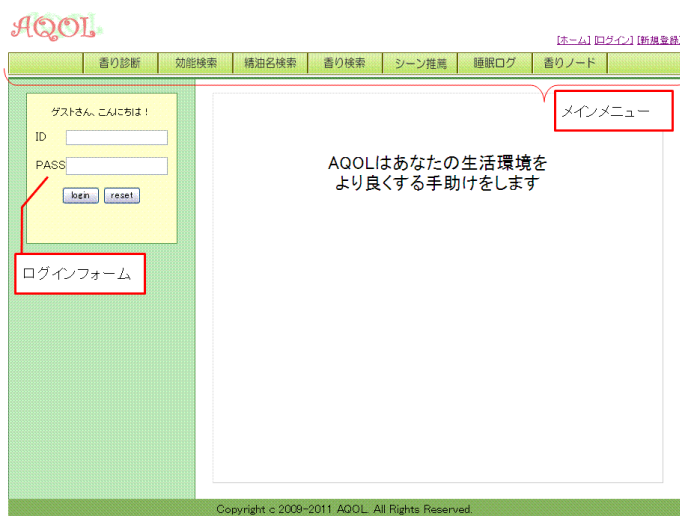 AQOL
[ホーム] [ログイン] [新規登録]
香り診断 効能検索 精油名検索 香り検索 シーン推薦 睡眠ログ 香りノード
メインメニュー
ゲストさん、こんにちは！
ID
PASS
login reset
ログインフォーム
AQOLはあなたの生活環境を
より良くする手助けをします
Copyright c 2009-2011 AQOL. All Rights Reserved.